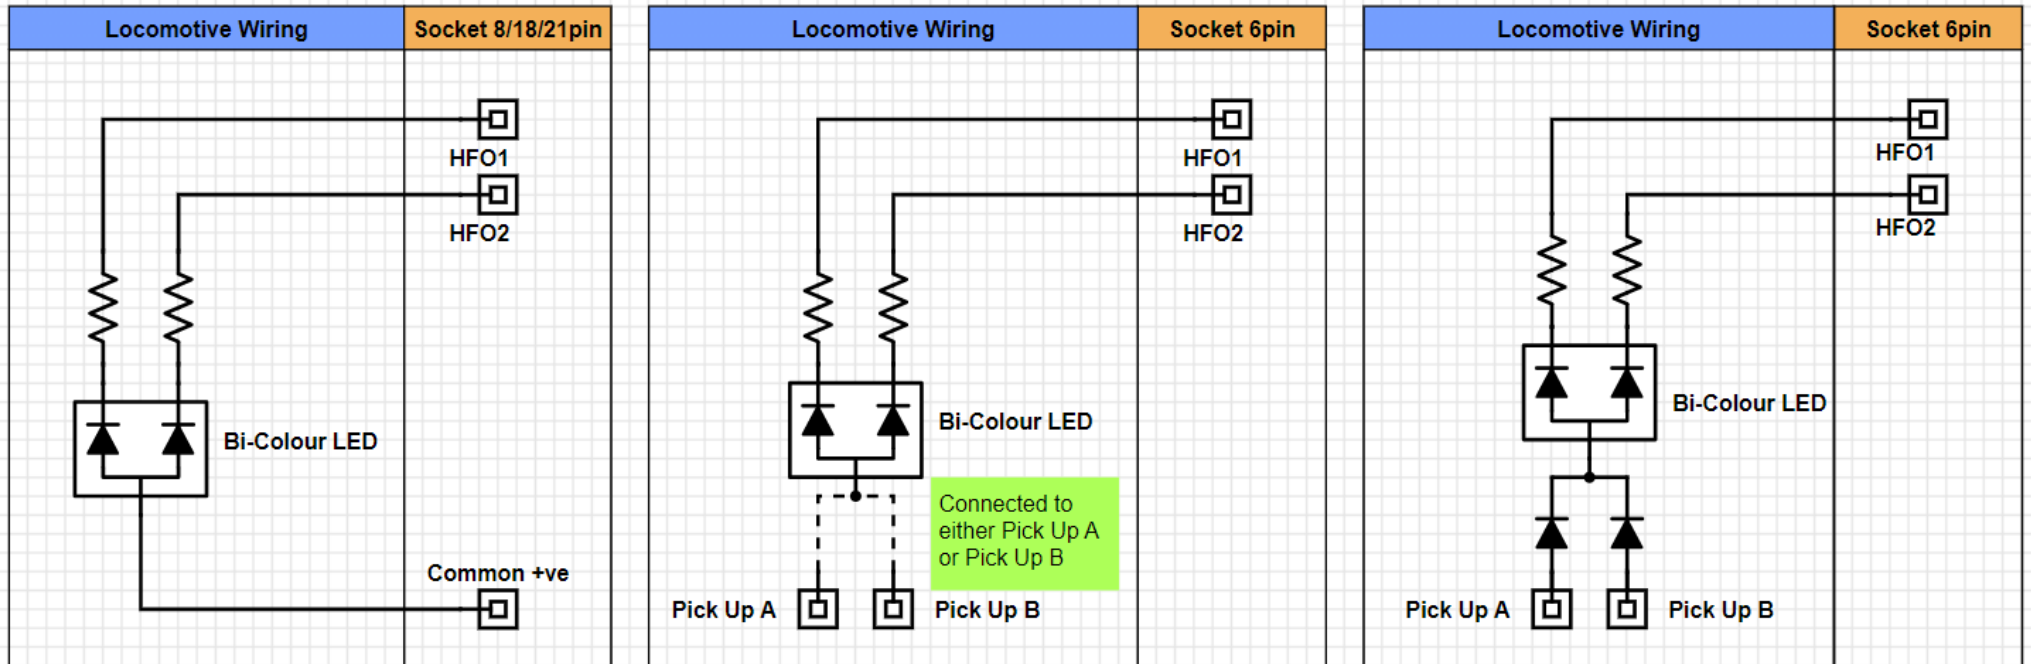 Locomotive Wiring
Socket 8/18/21pin
HFO1
HFO2
Bi-Colour LED
Common +ve
Locomotive Wiring
Socket 6pin
HFO1
HFO2
Bi-Colour LED
Connected to
either Pick Up A
or Pick Up B
Pick Up A
Pick Up B
Locomotive Wiring
Socket 6pin
HFO1
HFO2
Bi-Colour LED
Pick Up A
Pick Up B